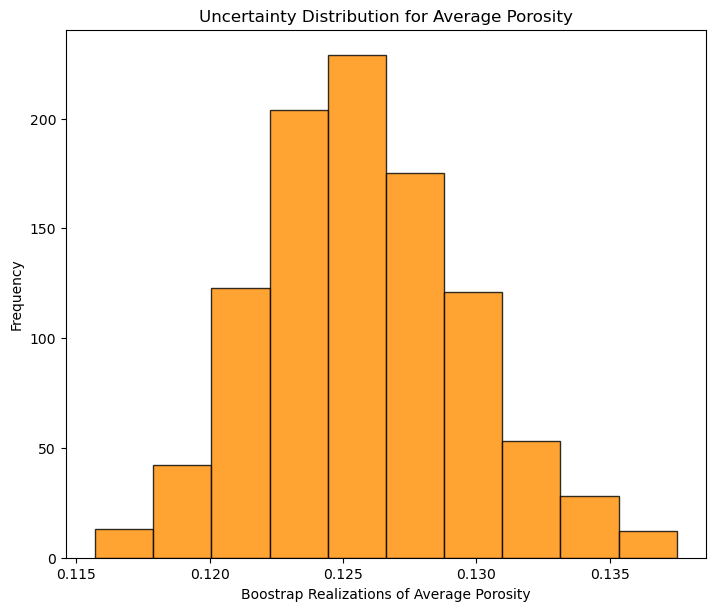 Uncertainty Distribution for Average Porosity
Frequency
200
150
100
50
0
0.115 0.120 0.125 0.130 0.135
Boostrap Realizations of Average Porosity